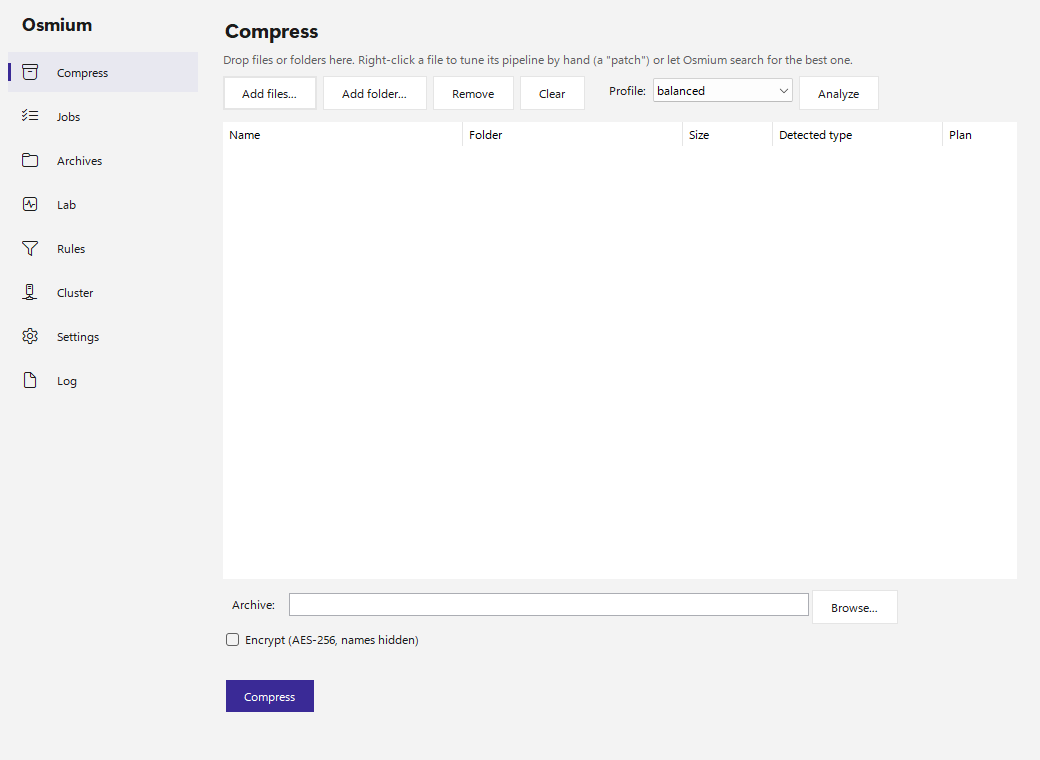 Osmium
Compress
Jobs
Archives
Lab
Rules
Cluster
Settings
Log
Compress
Drop files or folders here. Right-click a file to tune its pipeline by hand (a "patch") or let Osmium search for the best one.
Add files... Add folder... Remove Clear Profile: balanced Analyze
Name Folder Size Detected type Plan
Archive: Browse...
Encrypt (AES-256, names hidden)
Compress